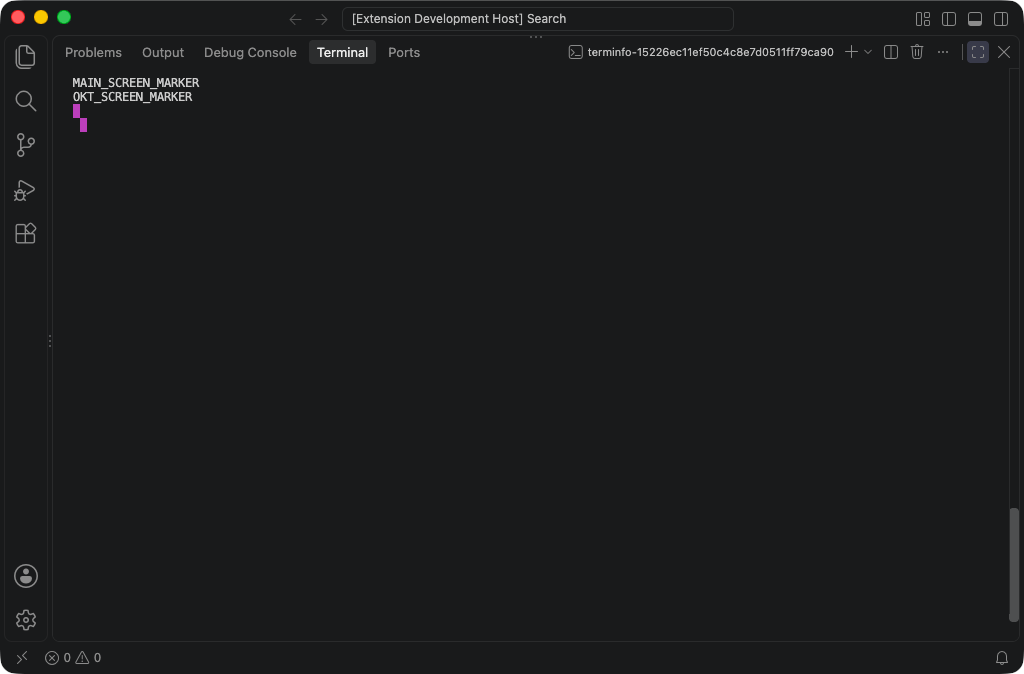 [Extension Development Host] Search
Problems Output Debug Console Terminal Ports terminfo-15226ec11ef50c4c8e7d0511ff79ca90
MAIN_SCREEN_MARKER
OKT_SCREEN_MARKER
0 0